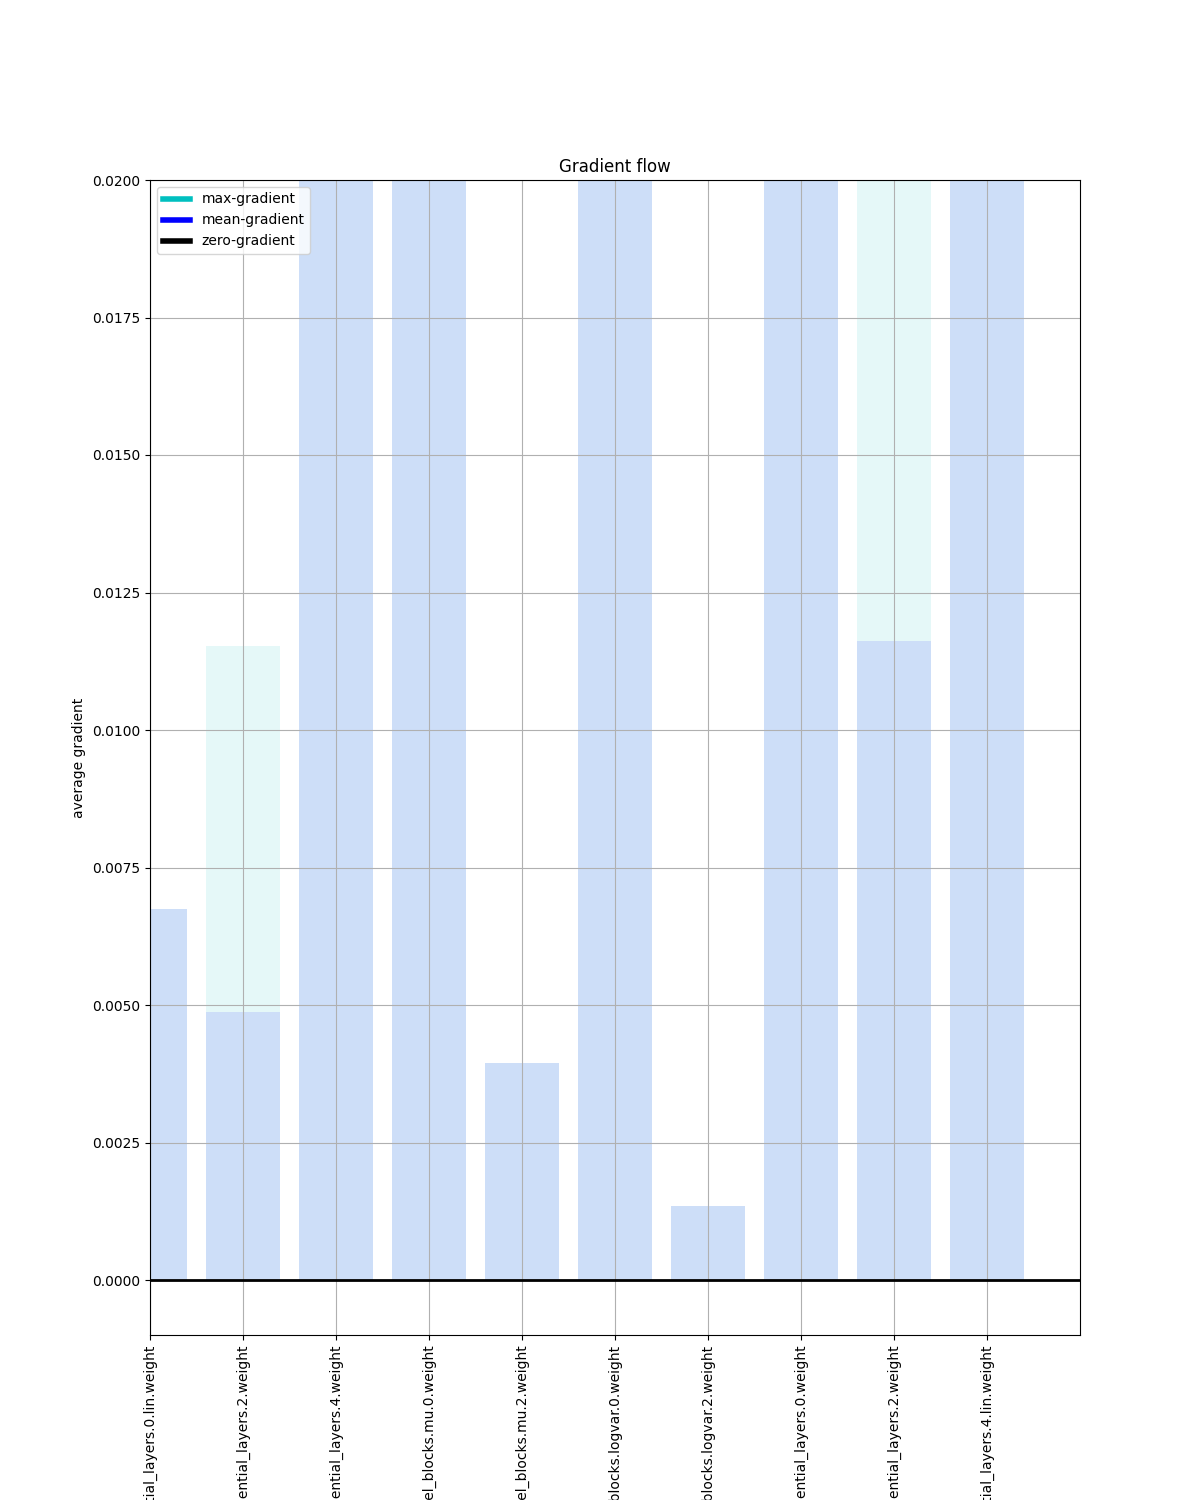 Gradient flow
max-gradient
mean-gradient
zero-gradient
0.0200
0.0175
0.0150
0.0125
0.0100
0.0075
0.0050
0.0025
0.0000
average gradient
tial_layers.0.lin.weight
ential_layers.2.weight
ential_layers.4.weight
el_blocks.mu.0.weight
el_blocks.mu.2.weight
blocks.logvar.0.weight
blocks.logvar.2.weight
ential_layers.0.weight
ential_layers.2.weight
tial_layers.4.lin.weight